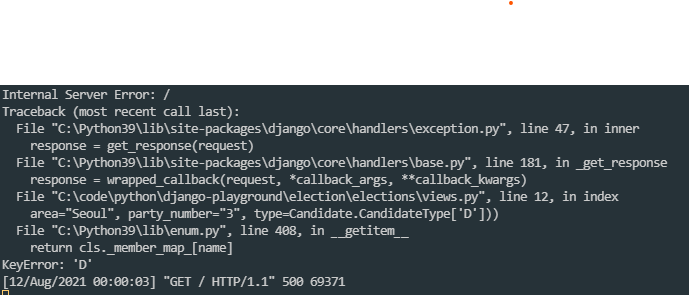 Internal Server Error: /
Traceback (most recent call last):
  File "C:\Python39\lib\site-packages\django\core\handlers\exception.py", line 47, in inner
    response = get_response(request)
  File "C:\Python39\lib\site-packages\django\core\handlers\base.py", line 181, in _get_response
    response = wrapped_callback(request, *callback_args, **callback_kwargs)
  File "C:\code\python\django-playground\election\elections\views.py", line 12, in index
    area="Seoul", party_number="3", type=Candidate.CandidateType['D']))
  File "C:\Python39\lib\enum.py", line 408, in __getitem__
    return cls._member_map_[name]
KeyError: 'D'
[12/Aug/2021 00:00:03] "GET / HTTP/1.1" 500 69371